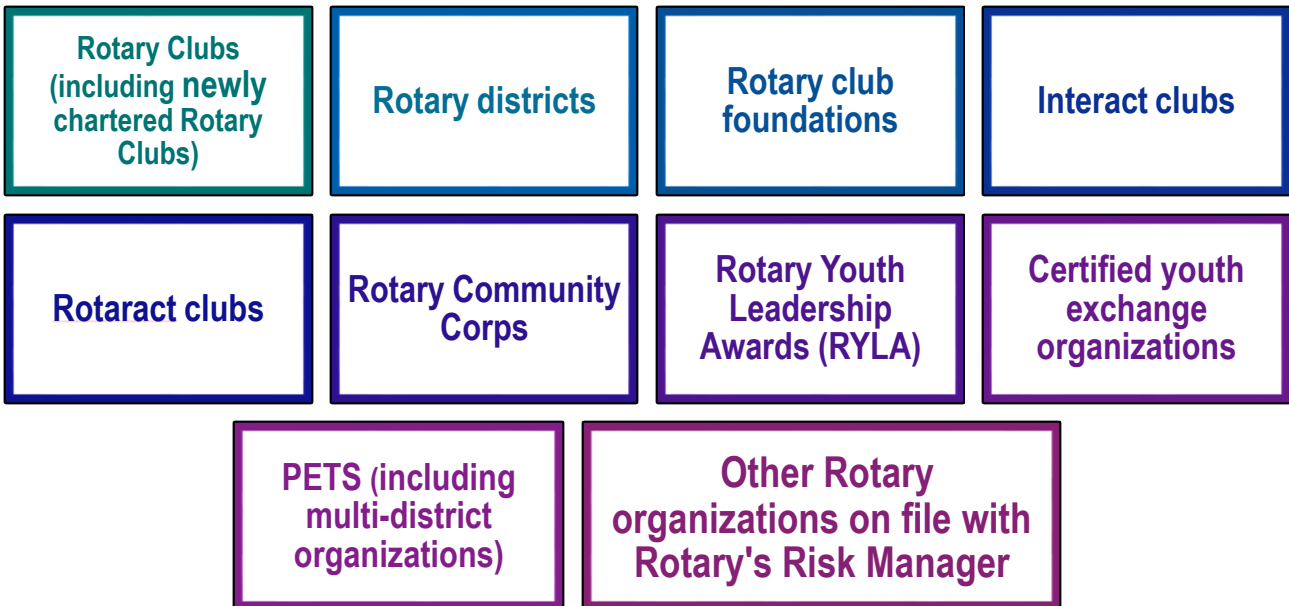 Rotary Clubs
(including newly
chartered Rotary
Clubs)
Rotary districts
Rotary club
foundations
Interact clubs
Rotaract clubs
Rotary Community
Corps
Rotary Youth
Leadership
Awards (RYLA)
Certified youth
exchange
organizations
PETS (including
multi-district
organizations)
Other Rotary
organizations on file with
Rotary's Risk Manager